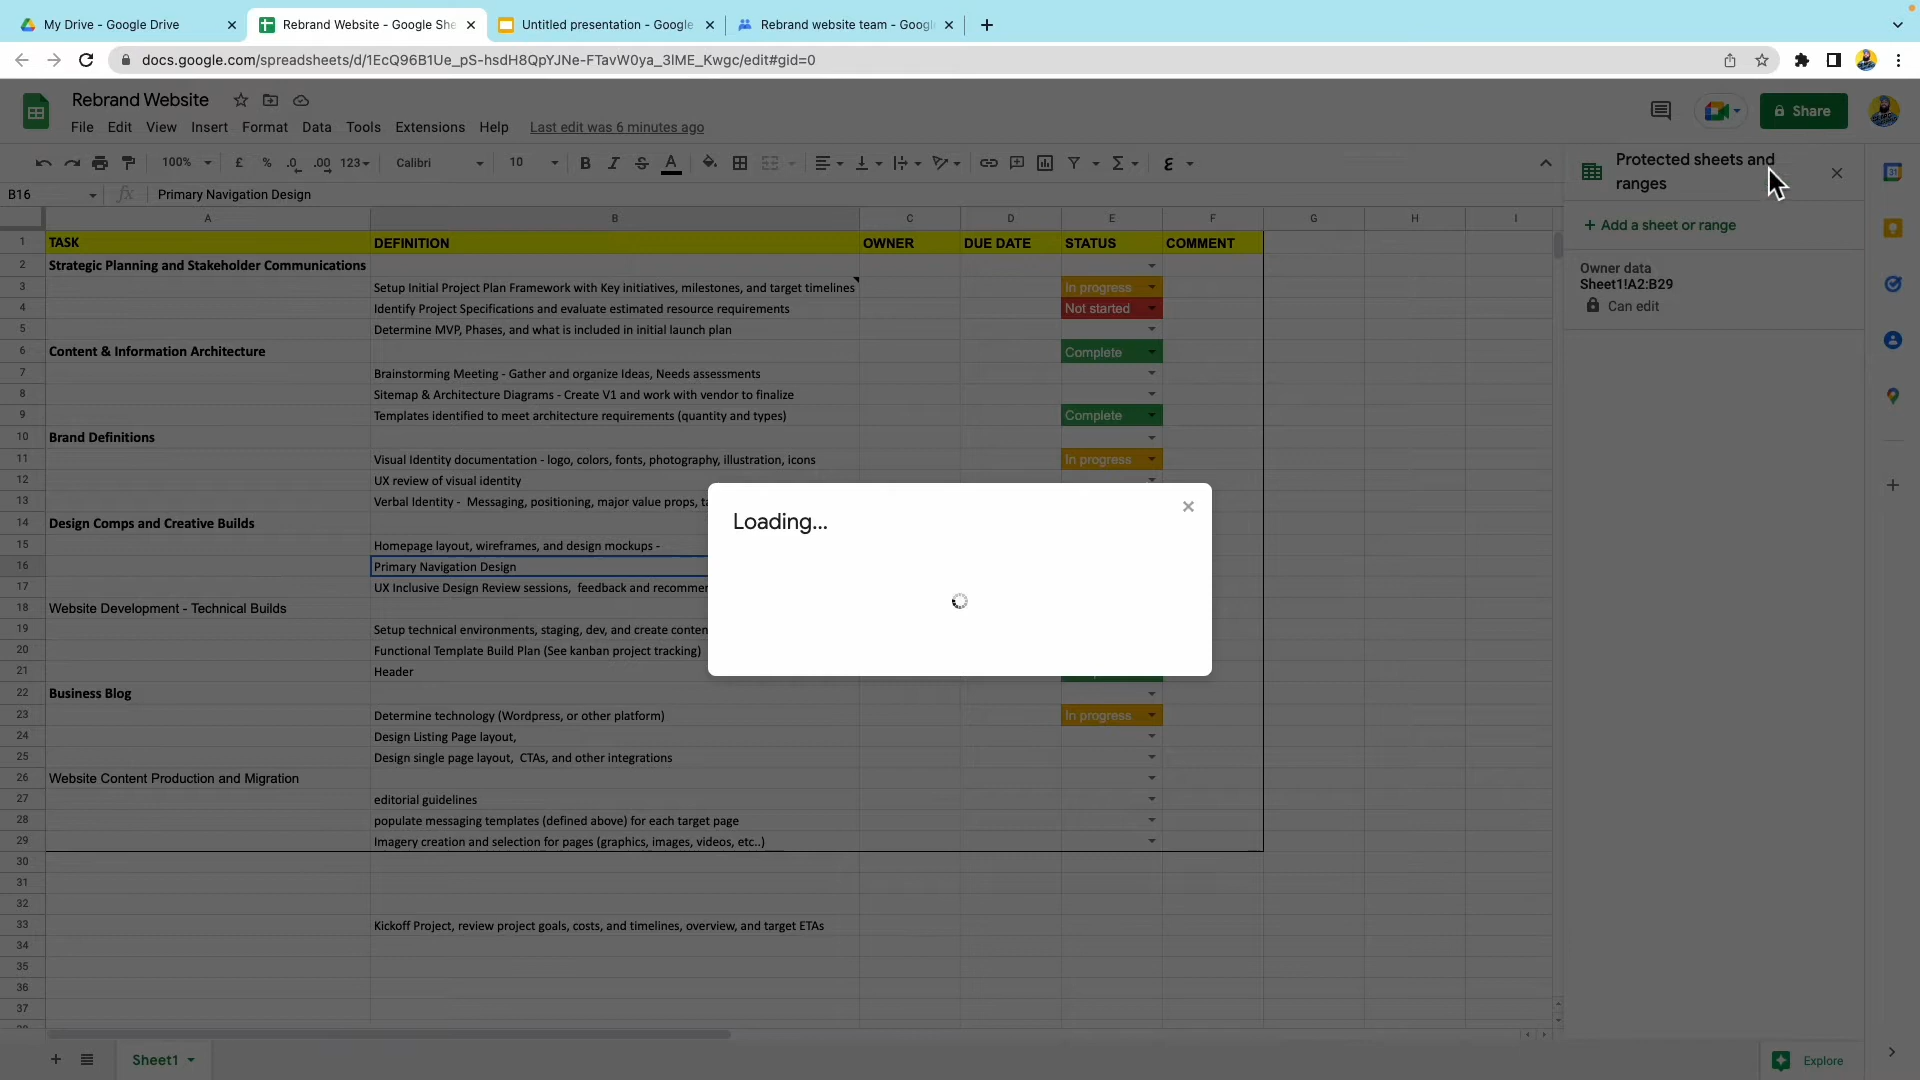 My Drive - Google Drive
Rebrand Website - Google She
Untitled presentation - Google
Rebrand website team - Googl
docs.google.com/spreadsheets/d/1EcQ96B1Ue_pS-hsdH8QpYJNe-FTavW0ya_3lME_Kwgc/edit#gid=0
Rebrand Website
Share
File Edit View Insert Format Data Tools Extensions Help Last edit was 6 minutes ago
100% £ % .0 .00 123 Calibri 10 B I S A Σ
Protected sheets and
ranges
B16 fx Primary Navigation Design
A B C D E F G H I
+ Add a sheet or range
1 TASK DEFINITION OWNER DUE DATE STATUS COMMENT
2 Strategic Planning and Stakeholder Communications
Owner data
Sheet1!A2:B29
Can edit
3 Setup Initial Project Plan Framework with Key initiatives, milestones, and target timelines In progress
4 Identify Project Specifications and evaluate estimated resource requirements Not started
5 Determine MVP, Phases, and what is included in initial launch plan
6 Content & Information Architecture Complete
7 Brainstorming Meeting - Gather and organize Ideas, Needs assessments
8 Sitemap & Architecture Diagrams - Create V1 and work with vendor to finalize
9 Templates identified to meet architecture requirements (quantity and types) Complete
10 Brand Definitions
11 Visual Identity documentation - logo, colors, fonts, photography, illustration, icons In progress
12 UX review of visual identity
13 Verbal Identity - Messaging, positioning, major value props, ta
14 Design Comps and Creative Builds
Loading...
15 Homepage layout, wireframes, and design mockups -
16 Primary Navigation Design
17 UX Inclusive Design Review sessions, feedback and recommer
18 Website Development - Technical Builds
19 Setup technical environments, staging, dev, and create conten
20 Functional Template Build Plan (See kanban project tracking)
21 Header
22 Business Blog
23 Determine technology (Wordpress, or other platform) In progress
24 Design Listing Page layout,
25 Design single page layout, CTAs, and other integrations
26 Website Content Production and Migration
27 editorial guidelines
28 populate messaging templates (defined above) for each target page
29 Imagery creation and selection for pages (graphics, images, videos, etc..)
30
31
32
33 Kickoff Project, review project goals, costs, and timelines, overview, and target ETAs
34
35
36
37
Sheet1
Explore